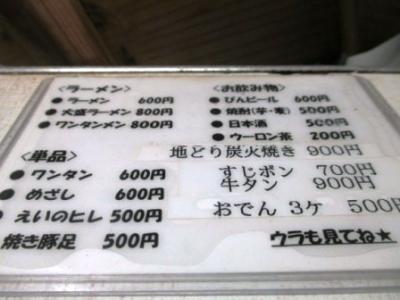 <ラーメン>
● ラーメン 600円
● 大盛ラーメン 800円
● ワンタンメン 800円
<お飲み物>
● びんビール 600円
● 焼酎(芋・麦) 500円
● 日本酒 500円
● ウーロン茶 200円
<単品>
● ワンタン 600円
● めざし 600円
● えいのヒレ 500円
焼き豚足 500円
地どり炭火焼き 900円
すじポン 700円
牛タン 900円
おでん 3ケ 500円
ウラも見てね★